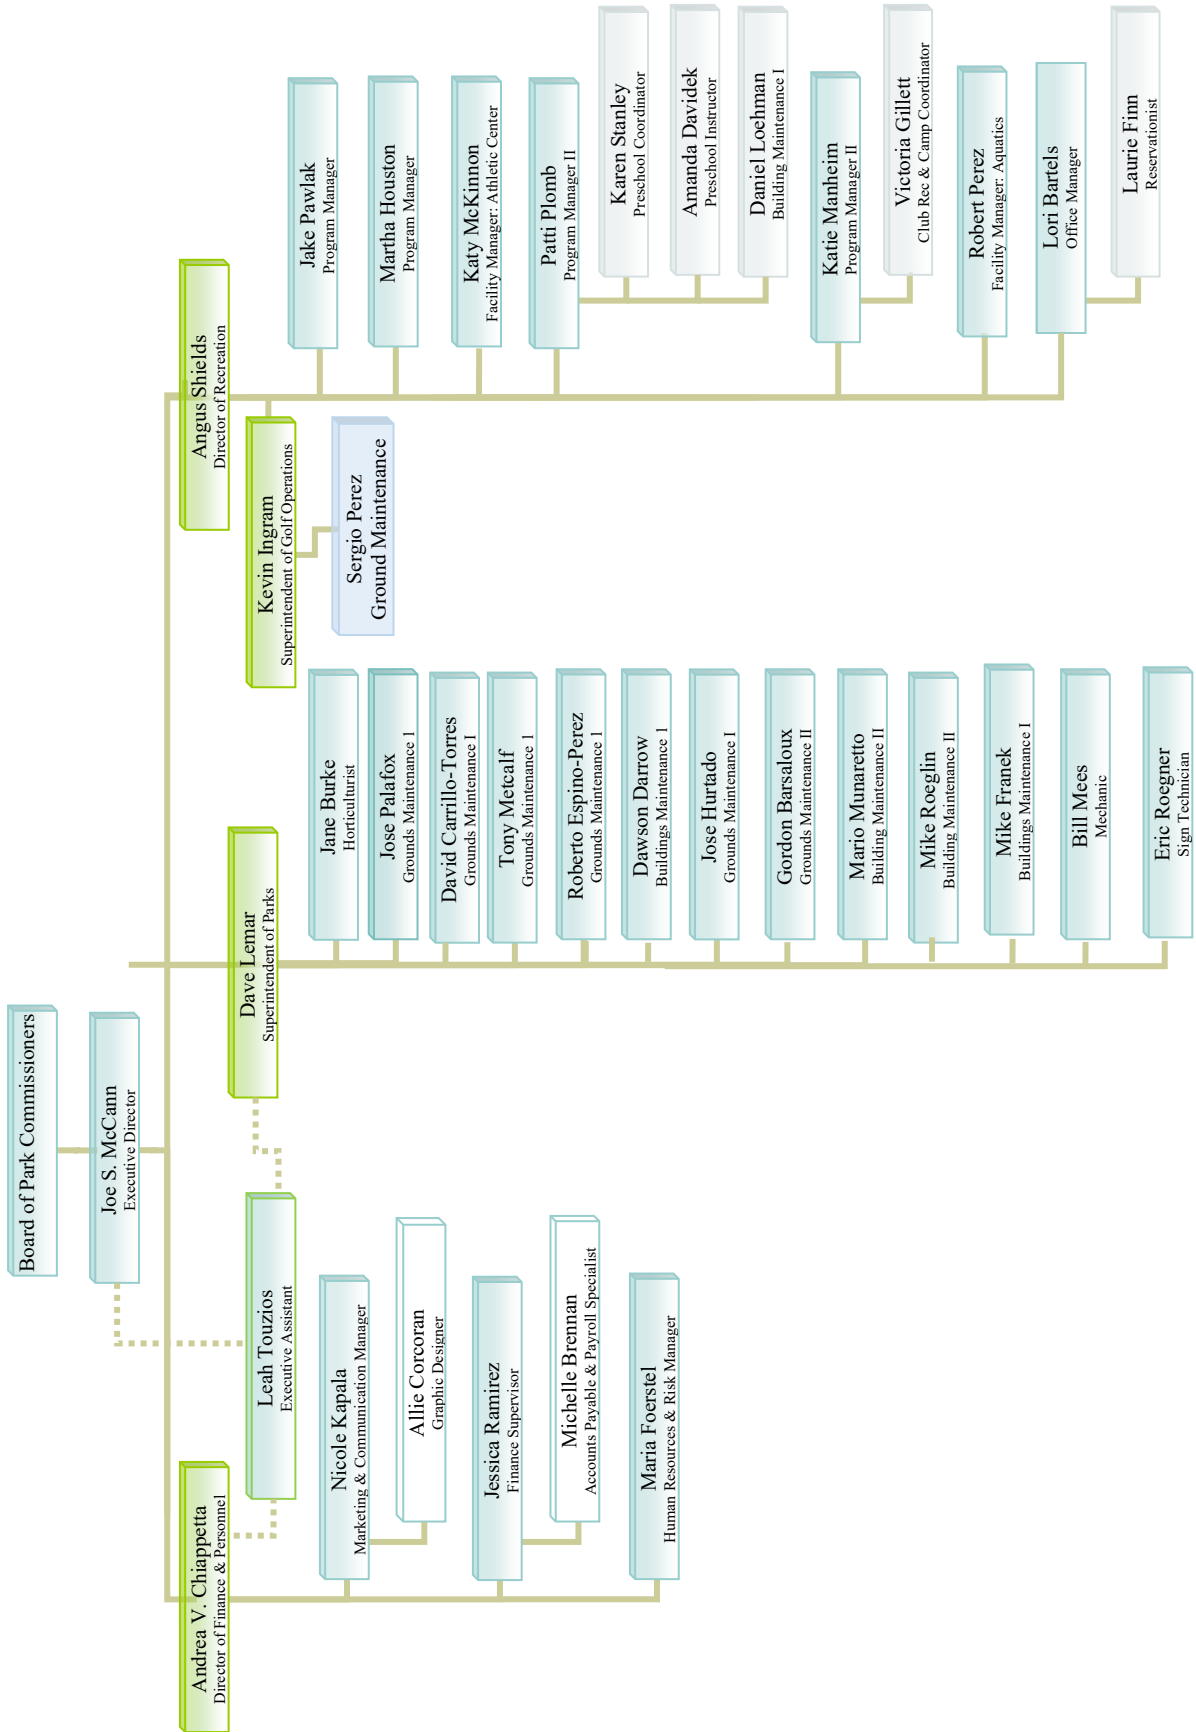 Board of Park Commissioners
Joe S. McCann
Executive Director
Andrea V. Chiappetta
Director of Finance & Personnel
Leah Touzios
Executive Assistant
Nicole Kapala
Marketing & Communication Manager
Allie Corcoran
Graphic Designer
Jessica Ramirez
Finance Supervisor
Michelle Brennan
Accounts Payable & Payroll Specialist
Maria Foerstel
Human Resources & Risk Manager
Dave Lemar
Superintendent of Parks
Jane Burke
Horticulturist
Jose Palafox
Grounds Maintenance 1
David Carrillo-Torres
Grounds Maintenance I
Tony Metcalf
Grounds Maintenance 1
Roberto Espino-Perez
Grounds Maintenance 1
Dawson Darrow
Buildings Maintenance 1
Jose Hurtado
Grounds Maintenance I
Gordon Barsaloux
Grounds Maintenance II
Mario Munaretto
Building Maintenance II
Mike Roeglin
Building Maintenance II
Mike Franek
Buildings Maintenance I
Bill Mees
Mechanic
Eric Roegner
Sign Technician
Angus Shields
Director of Recreation
Kevin Ingram
Superintendent of Golf Operations
Sergio Perez
Ground Maintenance
Jake Pawlak
Program Manager
Martha Houston
Program Manager
Katy McKinnon
Facility Manager: Athletic Center
Patti Plomb
Program Manager II
Karen Stanley
Preschool Coordinator
Amanda Davidek
Preschool Instructor
Daniel Loehman
Building Maintenance I
Katie Manheim
Program Manager II
Victoria Gillett
Club Rec & Camp Coordinator
Robert Perez
Facility Manager: Aquatics
Lori Bartels
Office Manager
Laurie Finn
Reservationist